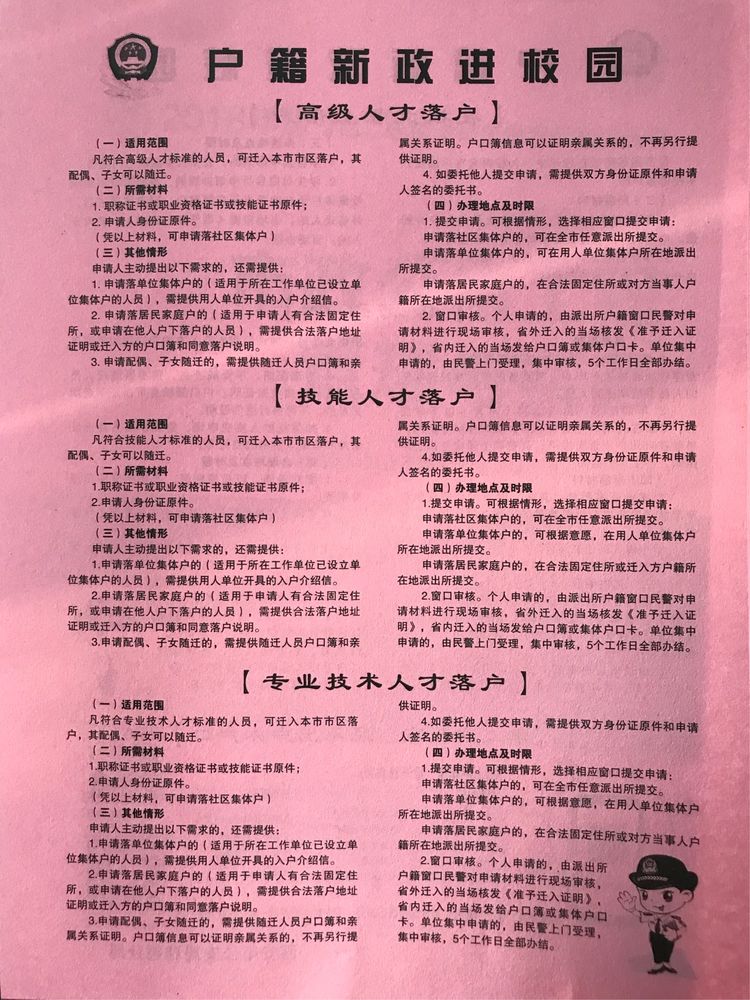 户籍新政进校园
【高级人才落户】
（一）适用范围
凡符合高级人才标准的人员，可迁入本市市区落户，其
配偶、子女可以随迁。
（二）所需材料
1. 职称证书或职业资格证书或技能证书原件；
2. 申请人身份证原件。
（凭以上材料，可申请落社区集体户）
（三）其他情形
申请人主动提出以下需求的，还需提供：
1. 申请落单位集体户的（适用于所在工作单位已设立单
位集体户的人员），需提供用人单位开具的入户介绍信。
2. 申请落居民家庭户的（适用于申请人有合法固定住
所，或申请在他人户下落户的人员），需提供合法落户地址
证明或迁入方的户口簿和同意落户说明。
3. 申请配偶、子女随迁的，需提供随迁人员户口簿和亲
属关系证明。户口簿信息可以证明亲属关系的，不再另行提
供证明。
4. 如委托他人提交申请，需提供双方身份证原件和申请
人签名的委托书。
（四）办理地点及时限
1. 提交申请。可根据情形，选择相应窗口提交申请：
申请落社区集体户的，可在全市任意派出所提交。
申请落单位集体户的，可在用人单位集体户所在地派出
所提交。
申请落居民家庭户的，在合法固定住所或对方当事人户
籍所在地派出所提交。
2. 窗口审核。个人申请的，由派出所户籍窗口民警对申
请材料进行现场审核，省外迁入的当场核发《准予迁入证
明》，省内迁入的当场发给户口簿或集体户口卡。单位集中
申请的，由民警上门受理，集中审核，5个工作日全部办结。
【技能人才落户】
（一）适用范围
凡符合技能人才标准的人员，可迁入本市市区落户，其
配偶、子女可以随迁。
（二）所需材料
1.职称证书或职业资格证书或技能证书原件；
2.申请人身份证原件。
（凭以上材料，可申请落社区集体户）
（三）其他情形
申请人主动提出以下需求的，还需提供：
1.申请落单位集体户的（适用于所在工作单位已设立单
位集体户的人员），需提供用人单位开具的入户介绍信。
2.申请落居民家庭户的（适用于申请人有合法固定住
所，或申请在他人户下落户的人员），需提供合法落户地址
证明或迁入方的户口簿和同意落户说明。
3.申请配偶、子女随迁的，需提供随迁人员户口簿和亲
属关系证明。户口簿信息可以证明亲属关系的，不再另行提
供证明。
4.如委托他人提交申请，需提供双方身份证原件和申请
人签名的委托书。
（四）办理地点及时限
1.提交申请。可根据情形，选择相应窗口提交申请：
申请落社区集体户的，可在全市任意派出所提交。
申请落单位集体户的，可根据意愿，在用人单位集体户
所在地派出所提交。
申请落居民家庭户的，在合法固定住所或迁入方户籍所
在地派出所提交。
2.窗口审核。个人申请的，由派出所户籍窗口民警对申
请材料进行现场审核，省外迁入的当场核发《准予迁入证
明》，省内迁入的当场发给户口簿或集体户口卡。单位集中
申请的，由民警上门受理，集中审核，5个工作日全部办结。
【专业技术人才落户】
（一）适用范围
凡符合专业技术人才标准的人员，可迁入本市市区落
户，其配偶、子女可以随迁。
（二）所需材料
1.职称证书或职业资格证书或技能证书原件；
2.申请人身份证原件。
（凭以上材料，可申请落社区集体户）
（三）其他情形
申请人主动提出以下需求的，还需提供：
1.申请落单位集体户的（适用于所在工作单位已设立单
位集体户的人员），需提供用人单位开具的入户介绍信。
2.申请落居民家庭户的（适用于申请人有合法固定住
所，或申请在他人户下落户的人员），需提供合法落户地址
证明或迁入方的户口簿和同意落户说明。
3.申请配偶、子女随迁的，需提供随迁人员户口簿和亲
属关系证明。户口簿信息可以证明亲属关系的，不再另行提
供证明。
4.如委托他人提交申请，需提供双方身份证原件和申请
人签名的委托书。
（四）办理地点及时限
1.提交申请。可根据情形，选择相应窗口提交申请：
申请落社区集体户的，可在全市任意派出所提交。
申请落单位集体户的，可根据意愿，在用人单位集体户
所在地派出所提交。
申请落居民家庭户的，在合法固定住所或对方当事人户
籍所在地派出所提交。
2.窗口审核。个人申请的，由派出所
户籍窗口民警对申请材料进行现场审核，
省外迁入的当场核发《准予迁入证明》，
省内迁入的当场发给户口簿或集体户口
卡。单位集中申请的，由民警上门受理，
集中审核，5个工作日全部办结。